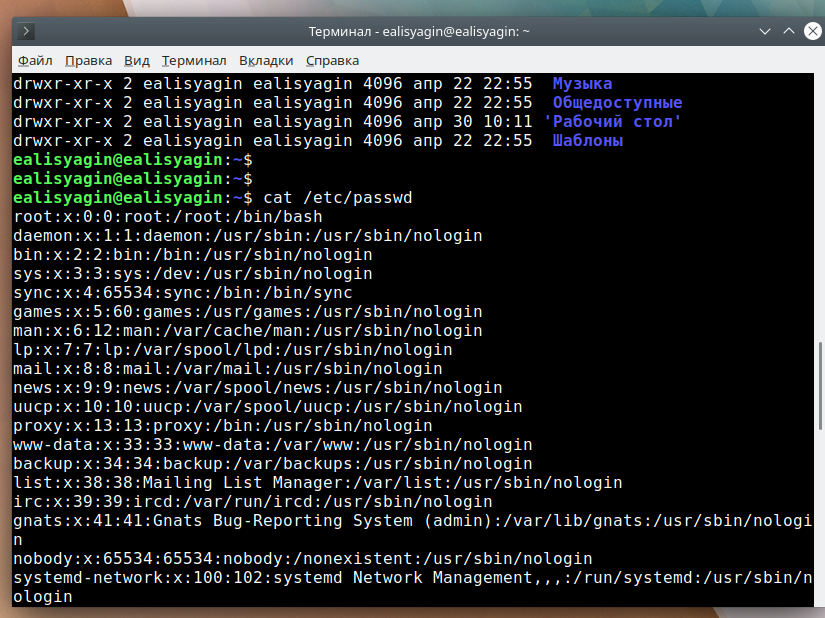 Терминал - ealisyagin@ealisyagin: ~
Файл Правка Вид Терминал Вкладки Справка
drwxr-xr-x 2 ealisyagin ealisyagin 4096 апр 22 22:55  Музыка
drwxr-xr-x 2 ealisyagin ealisyagin 4096 апр 22 22:55  Общедоступные
drwxr-xr-x 2 ealisyagin ealisyagin 4096 апр 30 10:11 'Рабочий стол'
drwxr-xr-x 2 ealisyagin ealisyagin 4096 апр 22 22:55  Шаблоны
ealisyagin@ealisyagin:~$
ealisyagin@ealisyagin:~$
ealisyagin@ealisyagin:~$ cat /etc/passwd
root:x:0:0:root:/root:/bin/bash
daemon:x:1:1:daemon:/usr/sbin:/usr/sbin/nologin
bin:x:2:2:bin:/bin:/usr/sbin/nologin
sys:x:3:3:sys:/dev:/usr/sbin/nologin
sync:x:4:65534:sync:/bin:/bin/sync
games:x:5:60:games:/usr/games:/usr/sbin/nologin
man:x:6:12:man:/var/cache/man:/usr/sbin/nologin
lp:x:7:7:lp:/var/spool/lpd:/usr/sbin/nologin
mail:x:8:8:mail:/var/mail:/usr/sbin/nologin
news:x:9:9:news:/var/spool/news:/usr/sbin/nologin
uucp:x:10:10:uucp:/var/spool/uucp:/usr/sbin/nologin
proxy:x:13:13:proxy:/bin:/usr/sbin/nologin
www-data:x:33:33:www-data:/var/www:/usr/sbin/nologin
backup:x:34:34:backup:/var/backups:/usr/sbin/nologin
list:x:38:38:Mailing List Manager:/var/list:/usr/sbin/nologin
irc:x:39:39:ircd:/var/run/ircd:/usr/sbin/nologin
gnats:x:41:41:Gnats Bug-Reporting System (admin):/var/lib/gnats:/usr/sbin/nologi
n
nobody:x:65534:65534:nobody:/nonexistent:/usr/sbin/nologin
systemd-network:x:100:102:systemd Network Management,,,:/run/systemd:/usr/sbin/n
ologin